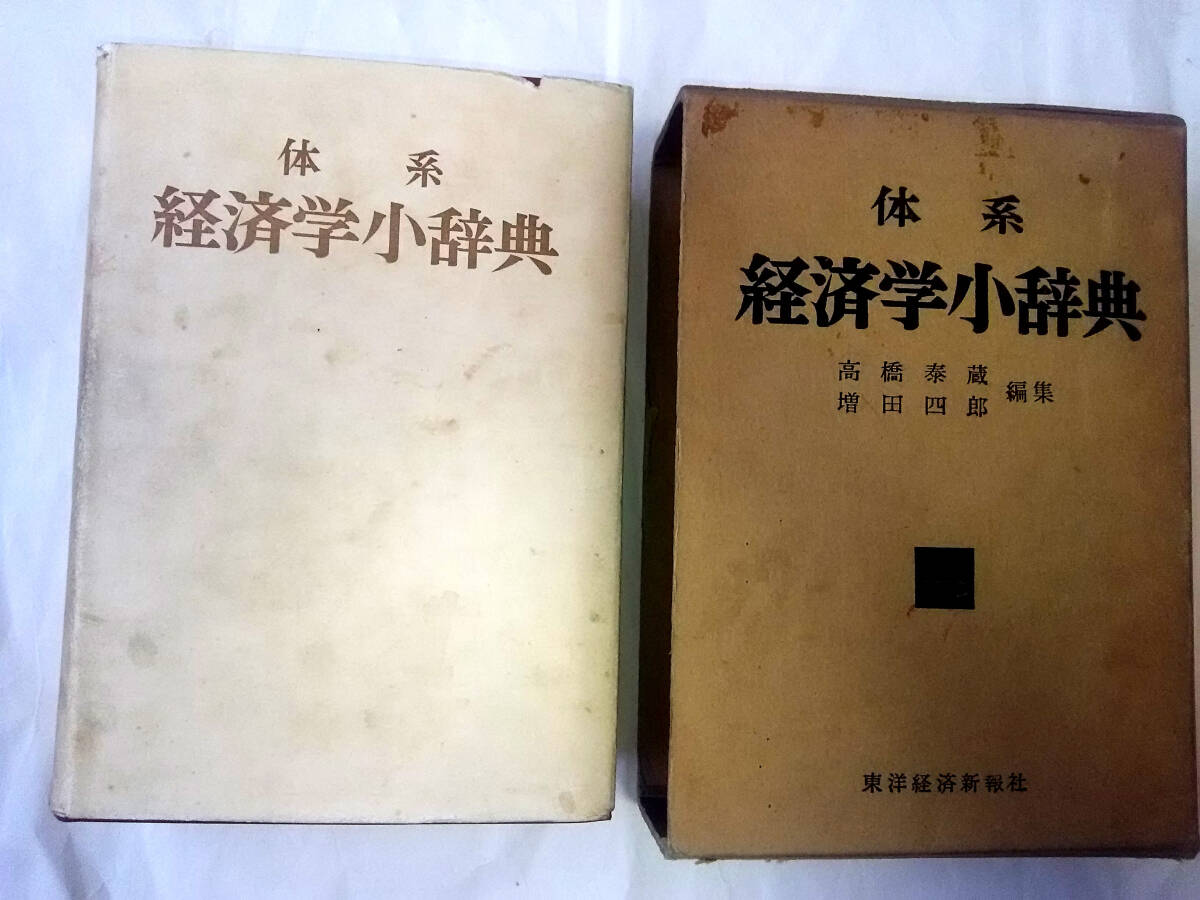 体系
経済学小辞典
体系
経済学小辞典
高橋泰蔵
増田四郎
編集
東洋経済新報社